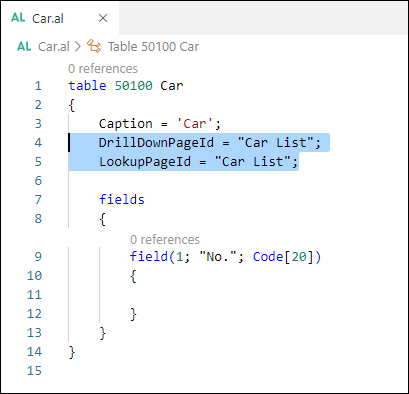 AL Car.al ×
AL Car.al > Table 50100 Car
0 references
1 table 50100 Car
2 {
3 Caption = 'Car';
4 DrillDownPageId = "Car List";
5 LookupPageId = "Car List";
6
7 fields
8 {
0 references
9 field(1; "No."; Code[20])
10 {
11
12 }
13 }
14 }
15